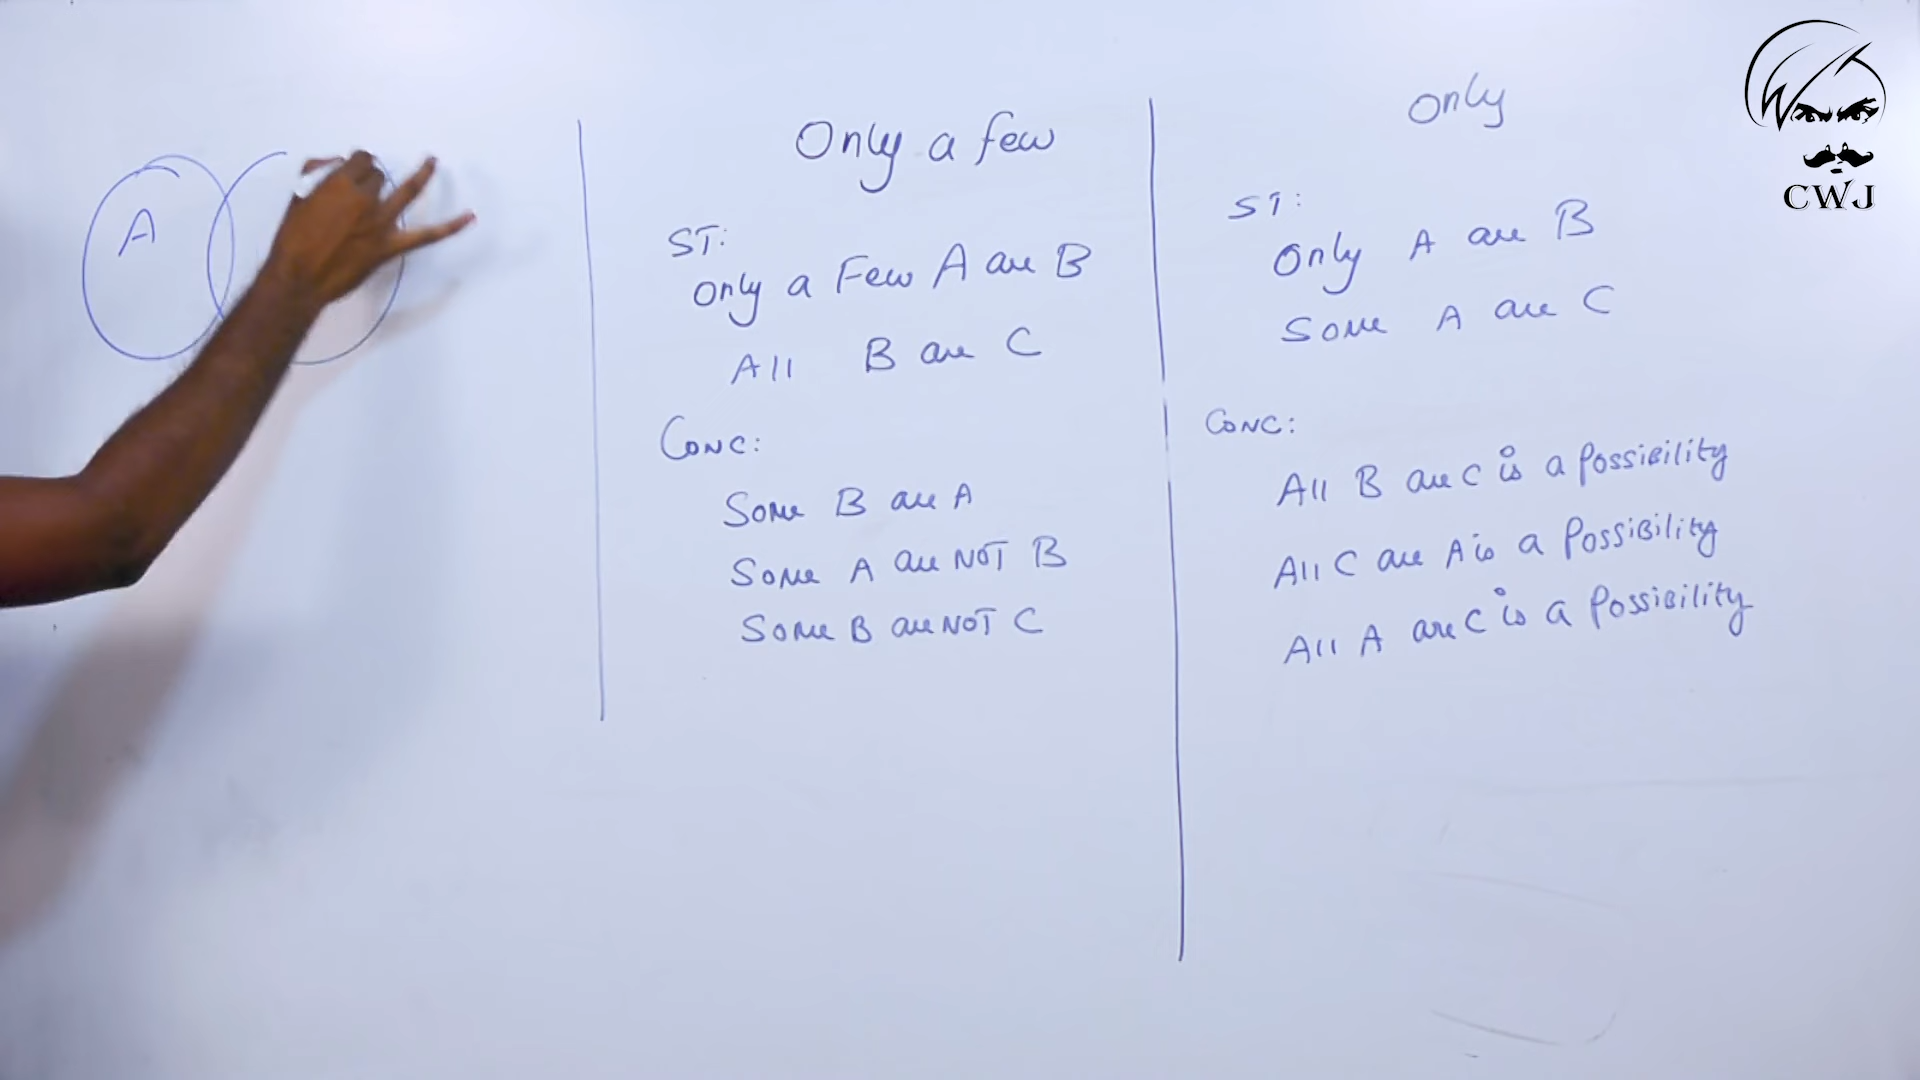 A
Only a few
ST:
Only a Few A are B
All B are C
Conc:
Some B are A
Some A are NOT B
Some B are NOT C
Only
ST:
Only A are B
Some A are C
Conc:
All B are C is a Possibility
All C are A is a Possibility
All A are C is a Possibility
CWJ